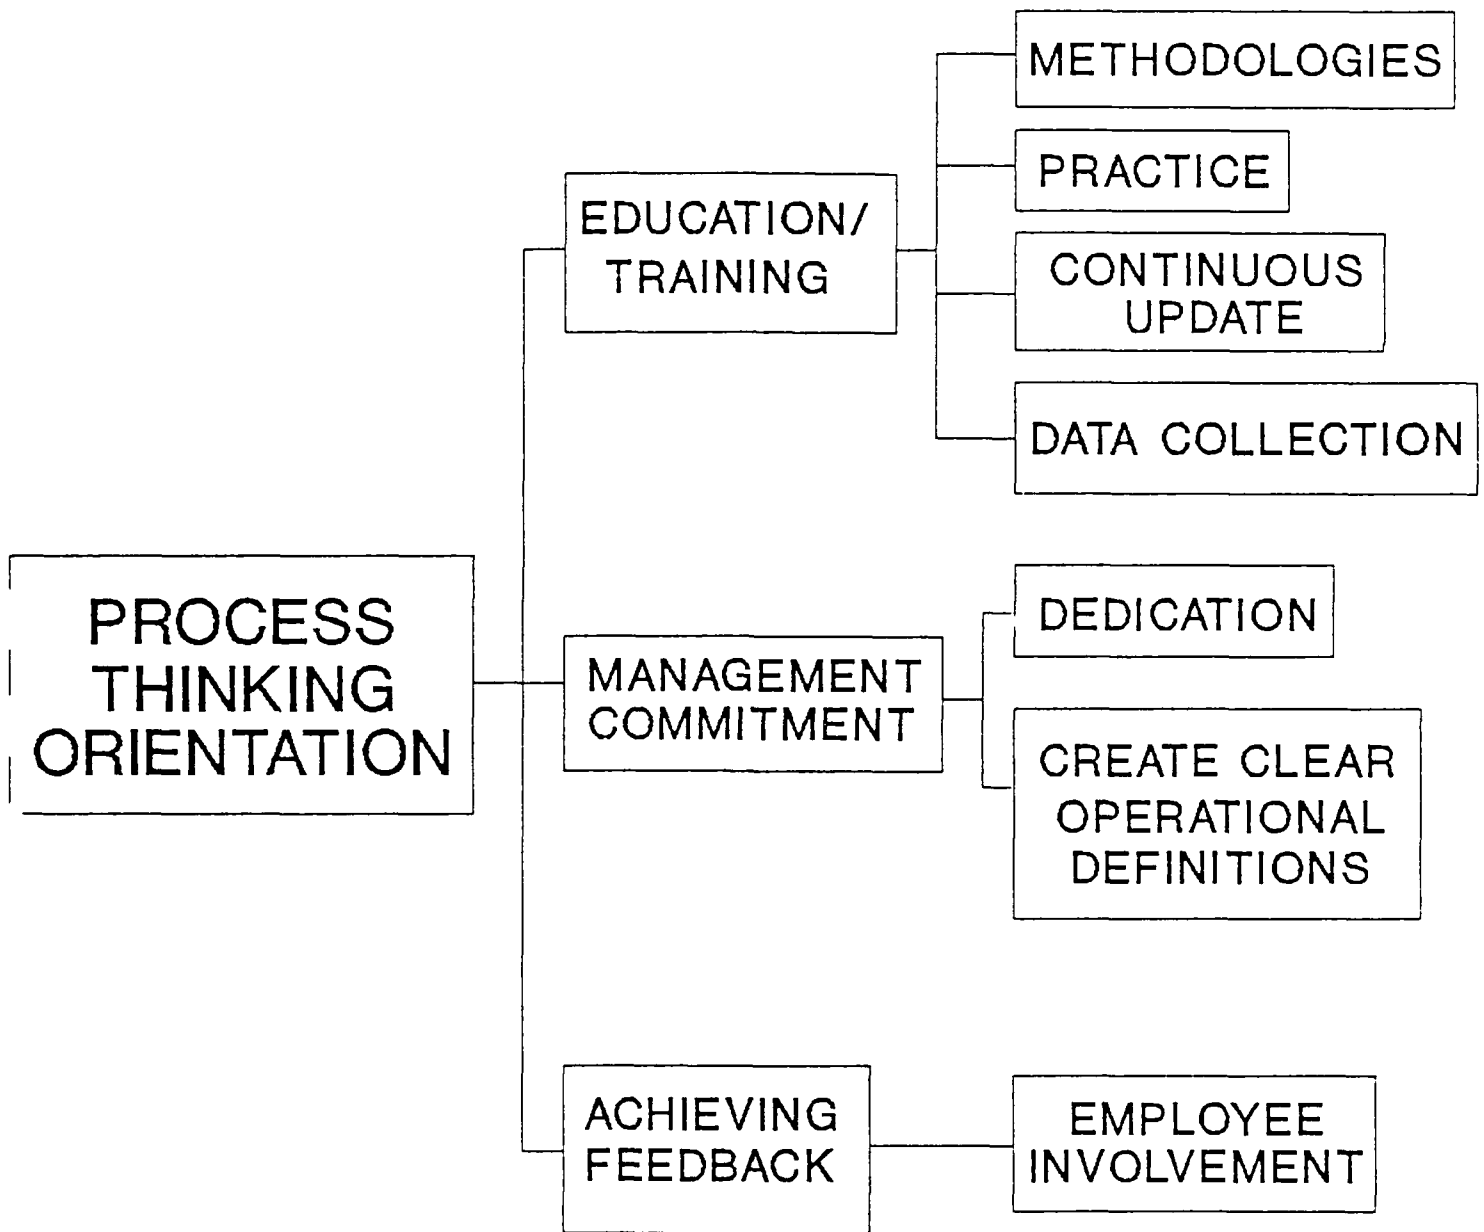 PROCESS
THINKING
ORIENTATION
EDUCATION/
TRAINING
METHODOLOGIES
PRACTICE
CONTINUOUS
UPDATE
DATA COLLECTION
MANAGEMENT
COMMITMENT
DEDICATION
CREATE CLEAR
OPERATIONAL
DEFINITIONS
ACHIEVING
FEEDBACK
EMPLOYEE
INVOLVEMENT